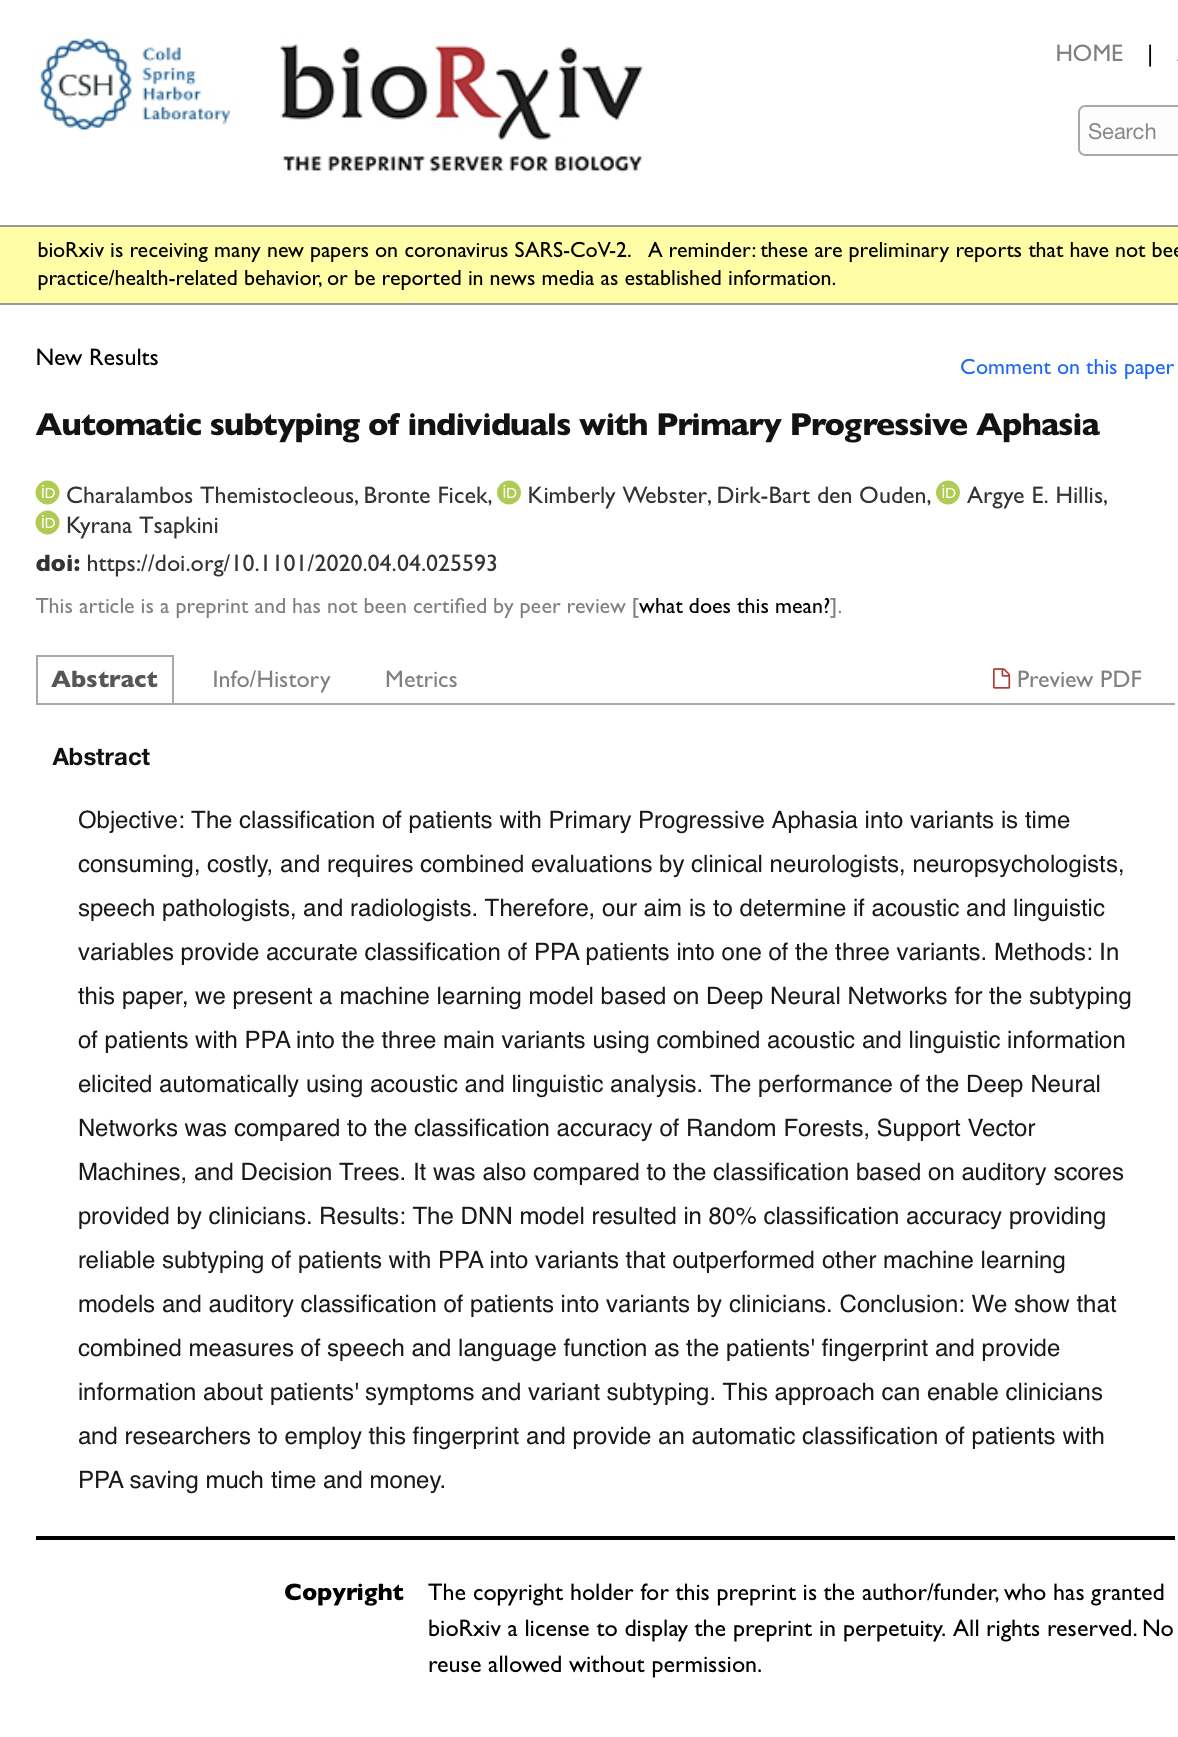 CSH
Cold
Spring
Harbor
Laboratory
bioRχiv
THE PREPRINT SERVER FOR BIOLOGY
HOME |
Search
bioRxiv is receiving many new papers on coronavirus SARS-CoV-2. A reminder: these are preliminary reports that have not
practice/health-related behavior, or be reported in news media as established information.
New Results
Comment on this paper
Automatic subtyping of individuals with Primary Progressive Aphasia
iD Charalambos Themistocleous, Bronte Ficek, iD Kimberly Webster, Dirk-Bart den Ouden, iD Argye E. Hillis,
iD Kyrana Tsapkini
doi: https://doi.org/10.1101/2020.04.04.025593
This article is a preprint and has not been certified by peer review [what does this mean?].
Abstract Info/History Metrics Preview PDF
Abstract
Objective: The classification of patients with Primary Progressive Aphasia into variants is time
consuming, costly, and requires combined evaluations by clinical neurologists, neuropsychologists,
speech pathologists, and radiologists. Therefore, our aim is to determine if acoustic and linguistic
variables provide accurate classification of PPA patients into one of the three variants. Methods: In
this paper, we present a machine learning model based on Deep Neural Networks for the subtyping
of patients with PPA into the three main variants using combined acoustic and linguistic information
elicited automatically using acoustic and linguistic analysis. The performance of the Deep Neural
Networks was compared to the classification accuracy of Random Forests, Support Vector
Machines, and Decision Trees. It was also compared to the classification based on auditory scores
provided by clinicians. Results: The DNN model resulted in 80% classification accuracy providing
reliable subtyping of patients with PPA into variants that outperformed other machine learning
models and auditory classification of patients into variants by clinicians. Conclusion: We show that
combined measures of speech and language function as the patients' fingerprint and provide
information about patients' symptoms and variant subtyping. This approach can enable clinicians
and researchers to employ this fingerprint and provide an automatic classification of patients with
PPA saving much time and money.
Copyright The copyright holder for this preprint is the author/funder, who has granted
bioRxiv a license to display the preprint in perpetuity. All rights reserved. No
reuse allowed without permission.